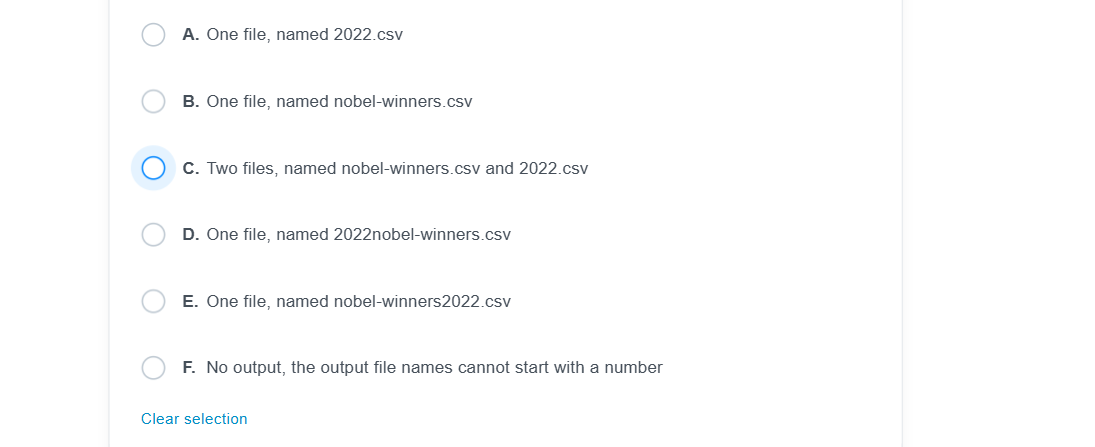 A. One file, named 2022.csv
B. One file, named nobel-winners.csv
C. Two files, named nobel-winners.csv and 2022.csv
D. One file, named 2022nobel-winners.csv
E. One file, named nobel-winners2022.csv
F. No output, the output file names cannot start with a number
Clear selection